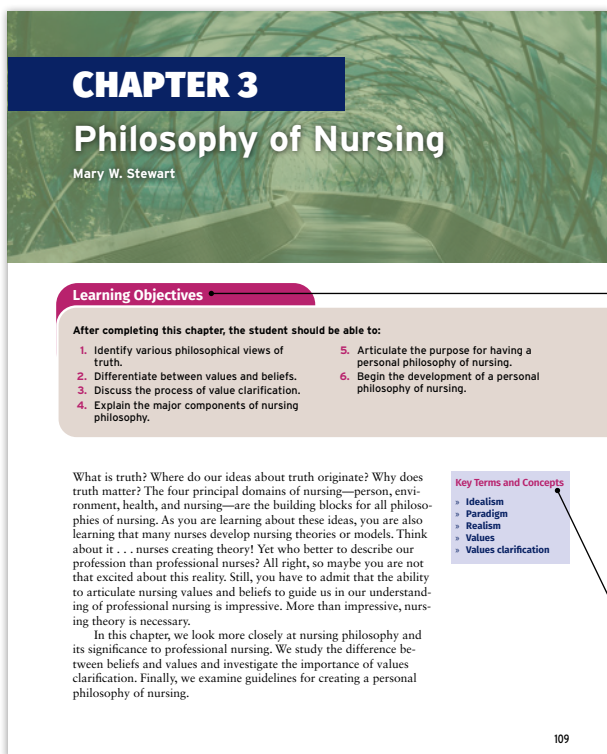 CHAPTER 3
Philosophy of Nursing
Mary W. Stewart
Learning Objectives
After completing this chapter, the student should be able to:
1. Identify various philosophical views of
truth.
2. Differentiate between values and beliefs.
3. Discuss the process of value clarification.
4. Explain the major components of nursing
philosophy.
5. Articulate the purpose for having a
personal philosophy of nursing.
6. Begin the development of a personal
philosophy of nursing.
What is truth? Where do our ideas about truth originate? Why does
truth matter? The four principal domains of nursing—person, envi-
ronment, health, and nursing—are the building blocks for all philoso-
phies of nursing. As you are learning about these ideas, you are also
learning that many nurses develop nursing theories or models. Think
about it . . . nurses creating theory! Yet who better to describe our
profession than professional nurses? All right, so maybe you are not
that excited about this reality. Still, you have to admit that the ability
to articulate nursing values and beliefs to guide us in our understand-
ing of professional nursing is impressive. More than impressive, nurs-
ing theory is necessary.
In this chapter, we look more closely at nursing philosophy and
its significance to professional nursing. We study the difference be-
tween beliefs and values and investigate the importance of values
clarification. Finally, we examine guidelines for creating a personal
philosophy of nursing.
Key Terms and Concepts
» Idealism
» Paradigm
» Realism
» Values
» Values clarification
109